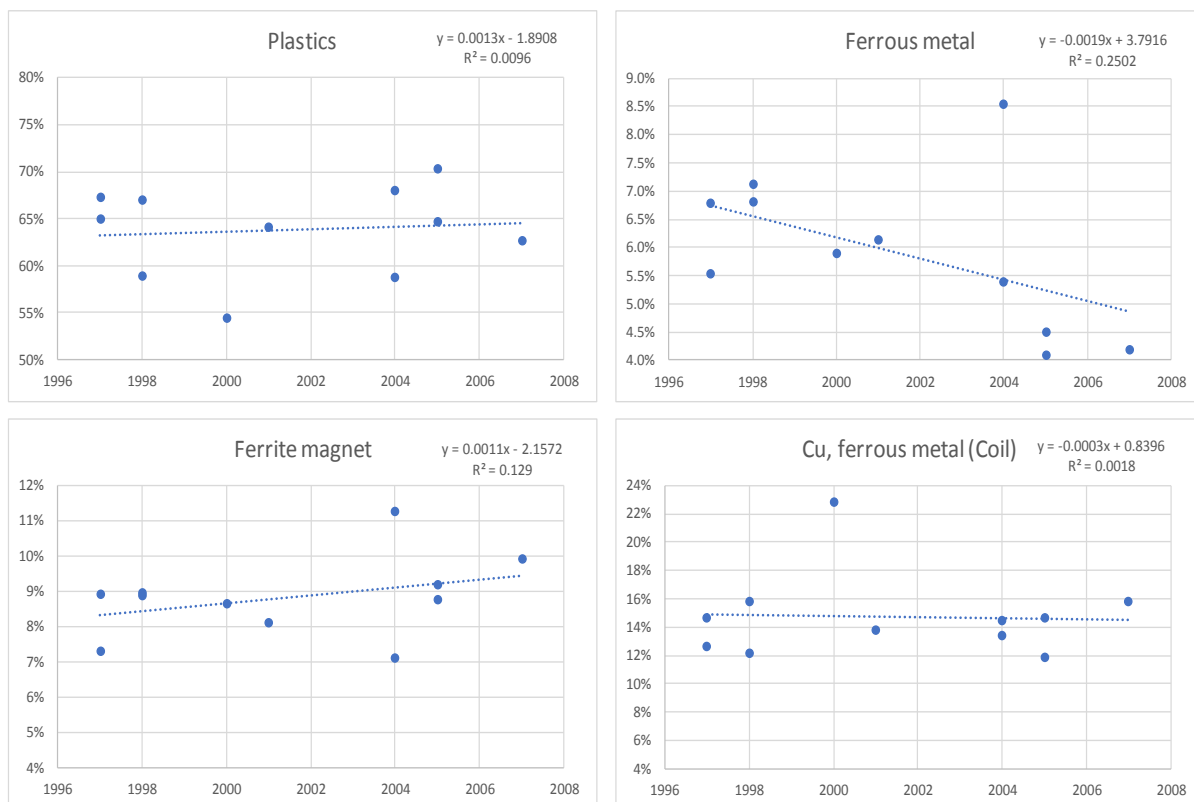 Plastics
y = 0.0013x - 1.8908
R² = 0.0096
80%
75%
70%
65%
60%
55%
50%
1996 1998 2000 2002 2004 2006 2008
Ferrous metal
y = -0.0019x + 3.7916
R² = 0.2502
9.0%
8.5%
8.0%
7.5%
7.0%
6.5%
6.0%
5.5%
5.0%
4.5%
4.0%
1996 1998 2000 2002 2004 2006 2008
Ferrite magnet
y = 0.0011x - 2.1572
R² = 0.129
12%
11%
10%
9%
8%
7%
6%
5%
4%
1996 1998 2000 2002 2004 2006 2008
Cu, ferrous metal (Coil)
y = -0.0003x + 0.8396
R² = 0.0018
24%
22%
20%
18%
16%
14%
12%
10%
8%
6%
4%
1996 1998 2000 2002 2004 2006 2008